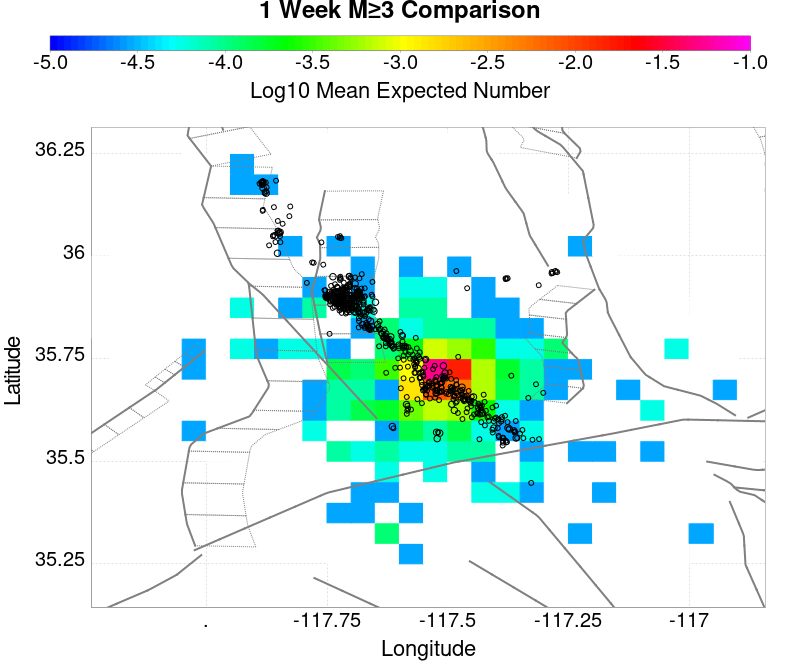 1 Week M≥3 Comparison
-5.0 -4.5 -4.0 -3.5 -3.0 -2.5 -2.0 -1.5 -1.0
Log10 Mean Expected Number
36.25
36
35.75
35.5
35.25
Latitude
. -117.75 -117.5 -117.25 -117
Longitude